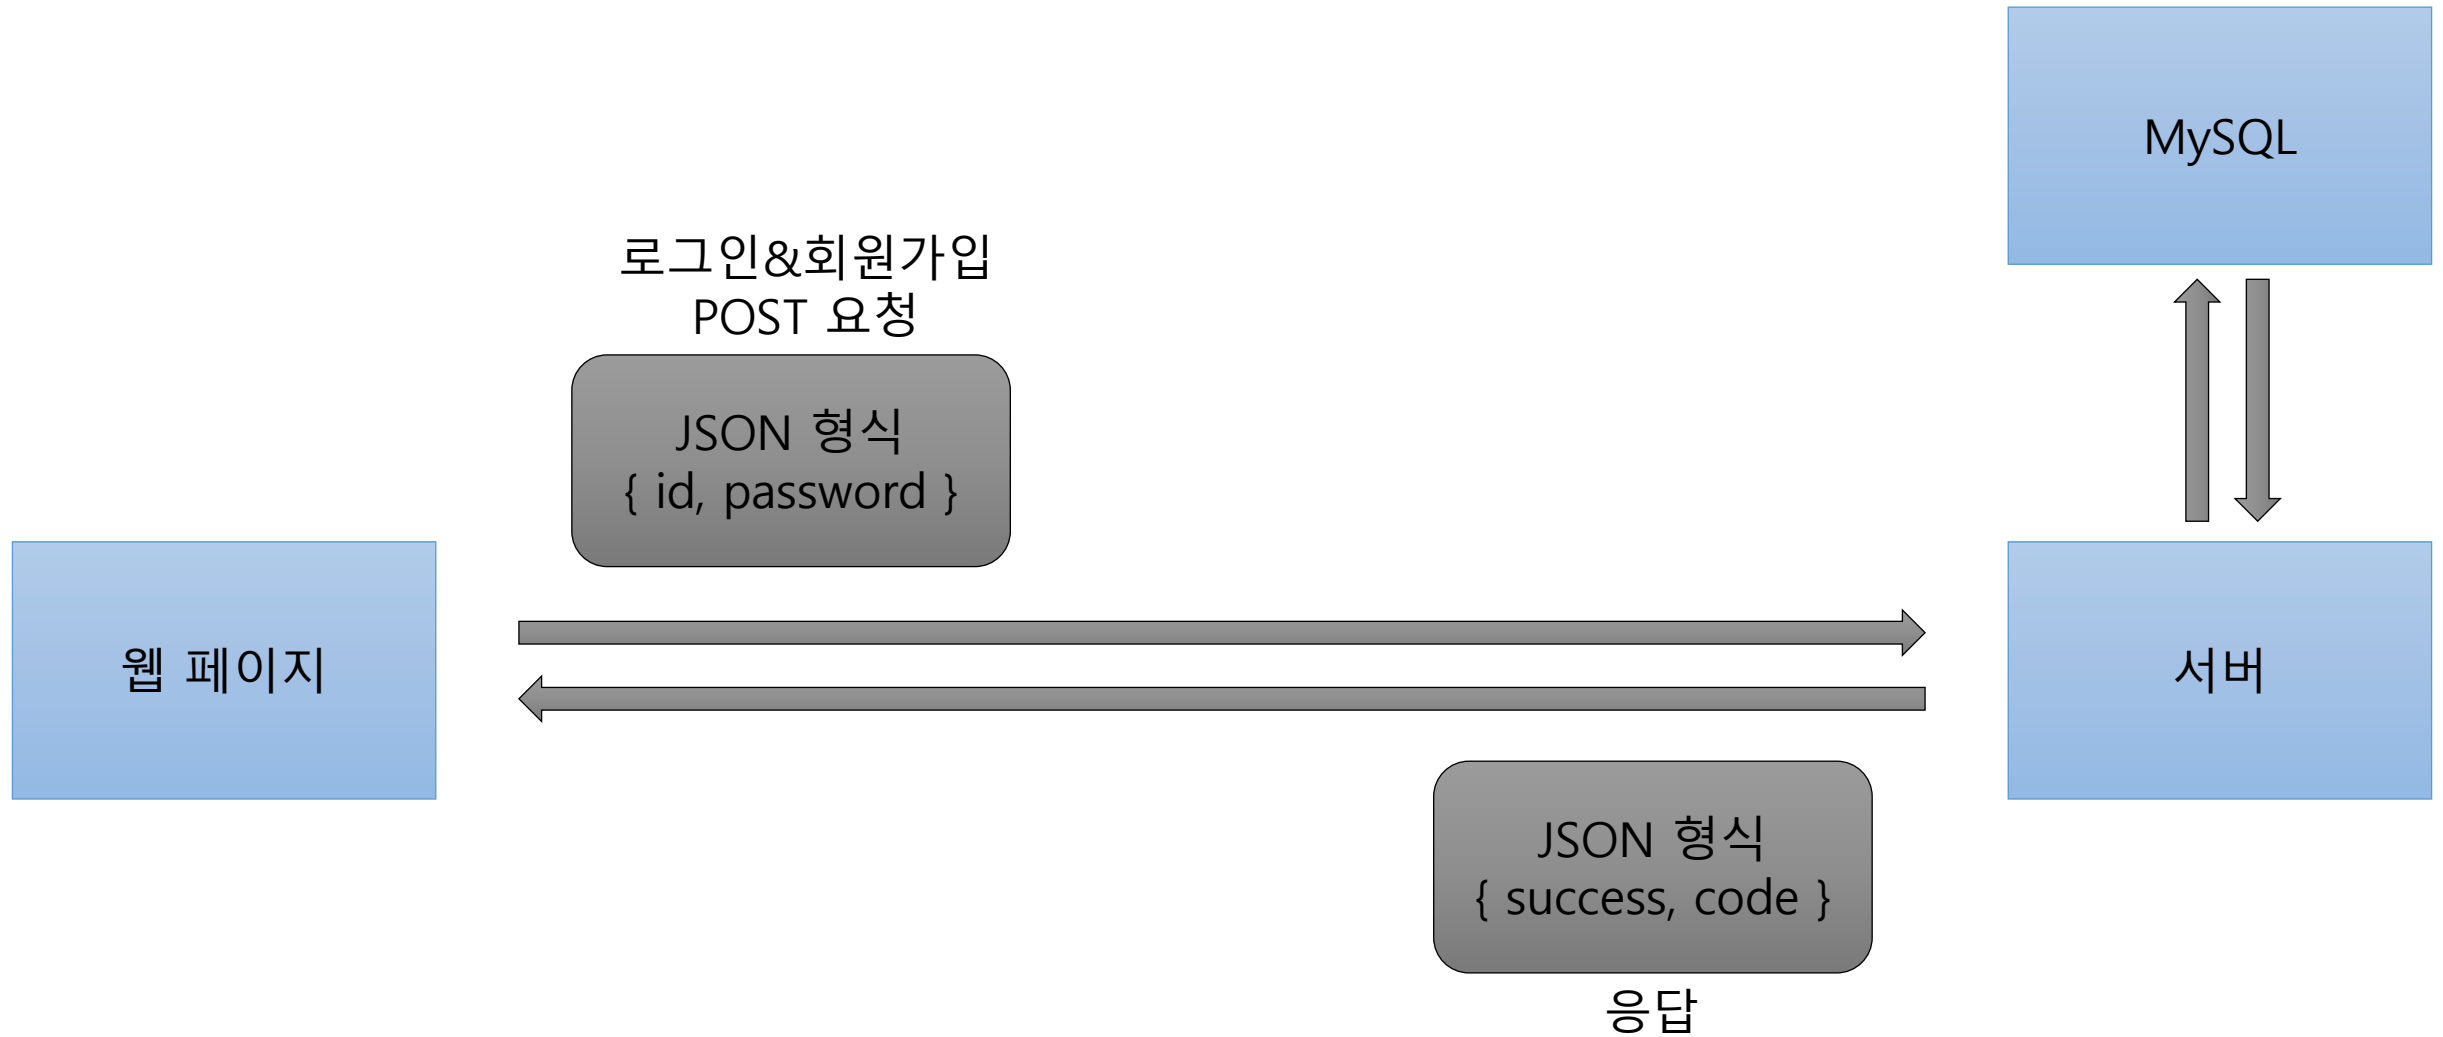 MySQL
로그인&회원가입
POST 요청
JSON 형식
{ id, password }
웹 페이지
서버
JSON 형식
{ success, code }
응답